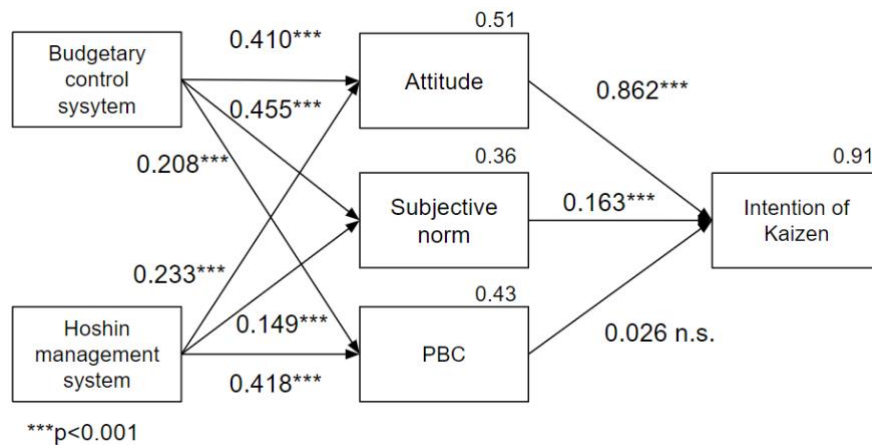 0.51
Budgetary
control
sysytem
0.410***
Attitude
0.862***
0.455***
0.36
0.91
0.208***
Subjective
norm
0.163***
Intention of
Kaizen
0.233***
0.43
Hoshin
management
system
0.149***
PBC
0.026 n.s.
0.418***
***p<0.001